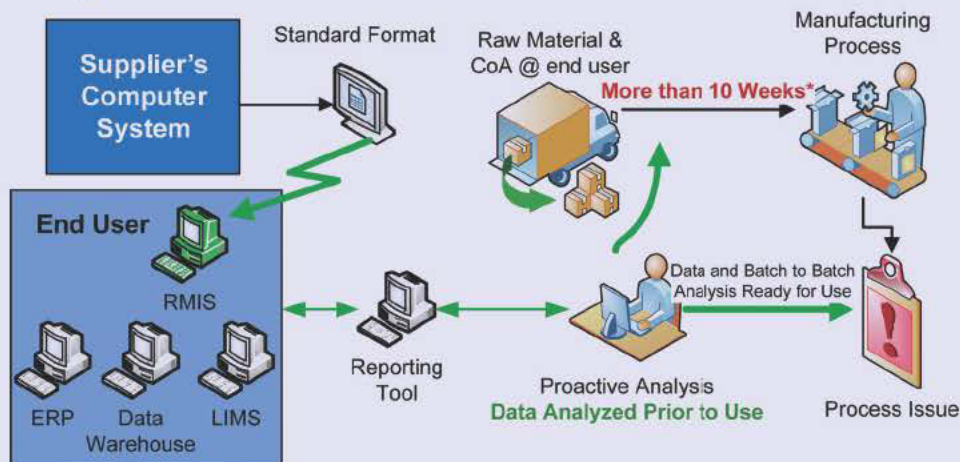 Supplier's
Computer
System
Standard Format
Raw Material &
CoA @ end user
More than 10 Weeks*
Manufacturing
Process
End User
RMIS
ERP
Data
Warehouse
LIMS
Reporting
Tool
Proactive Analysis
Data Analyzed Prior to Use
Data and Batch to Batch
Analysis Ready for Use
Process Issue